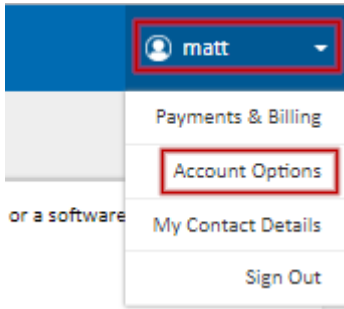 matt
Payments & Billing
Account Options
or a software
My Contact Details
Sign Out